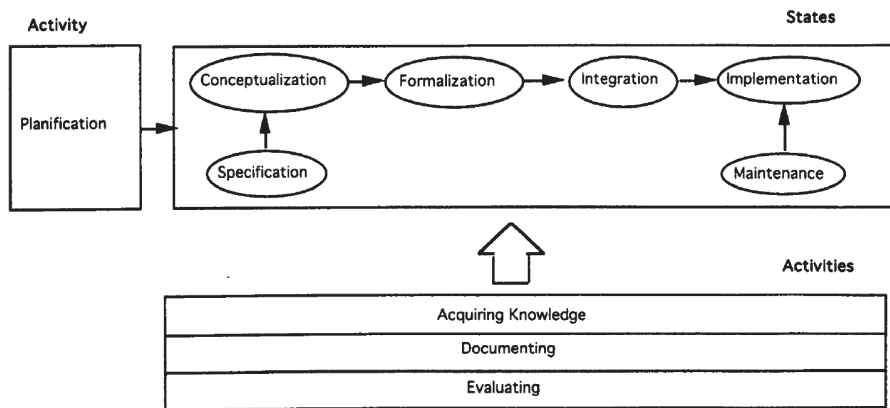 Activity
States
Conceptualization
Formalization
Integration
Implementation
Planification
Specification
Maintenance
Activities
Acquiring Knowledge
Documenting
Evaluating